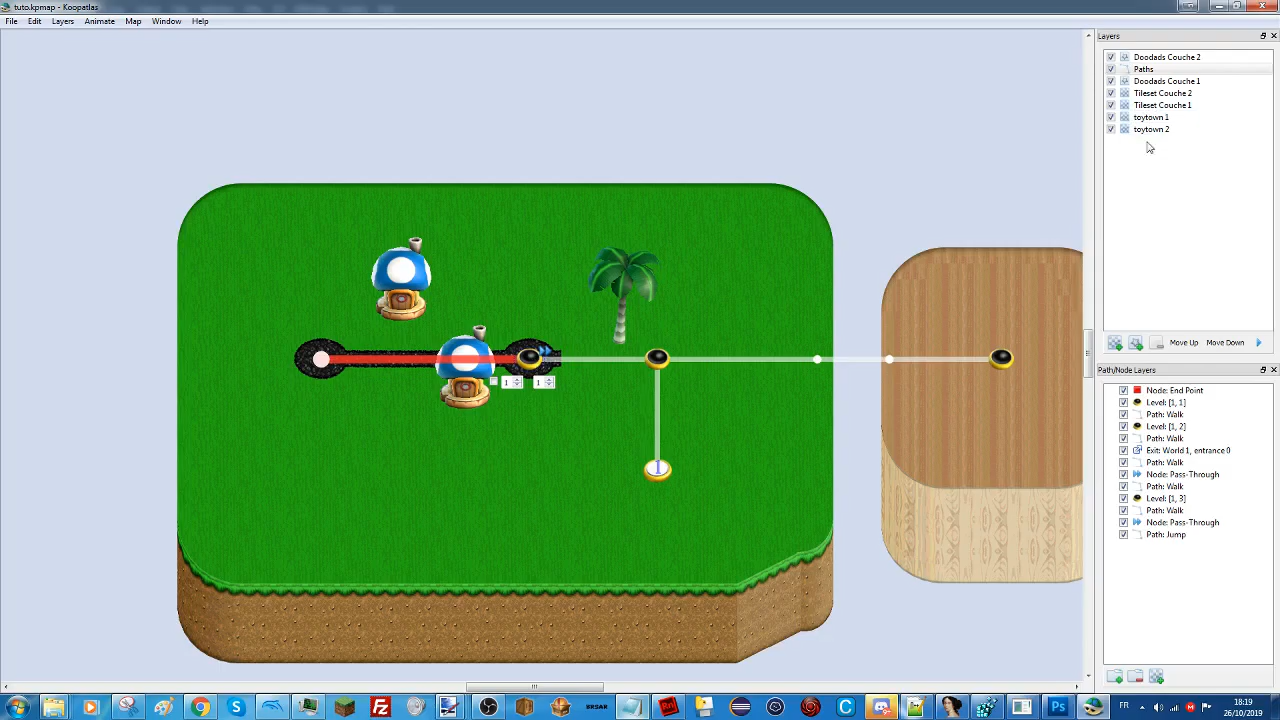 tuto.kpmap - Koopatlas
File Edit Layers Animate Map Window Help
Layers
Doodads Couche 2
Paths
Doodads Couche 1
Tileset Couche 2
Tileset Couche 1
toytown 1
toytown 2
Move Up Move Down
1 1
1
Path/Node Layers
Node: End Point
Level: [1, 1]
Path: Walk
Level: [1, 2]
Path: Walk
Exit: World 1, entrance 0
Path: Walk
Node: Pass-Through
Path: Walk
Level: [1, 3]
Path: Walk
Node: Pass-Through
Path: Jump
BRSAR
FR
18:19
26/10/2019